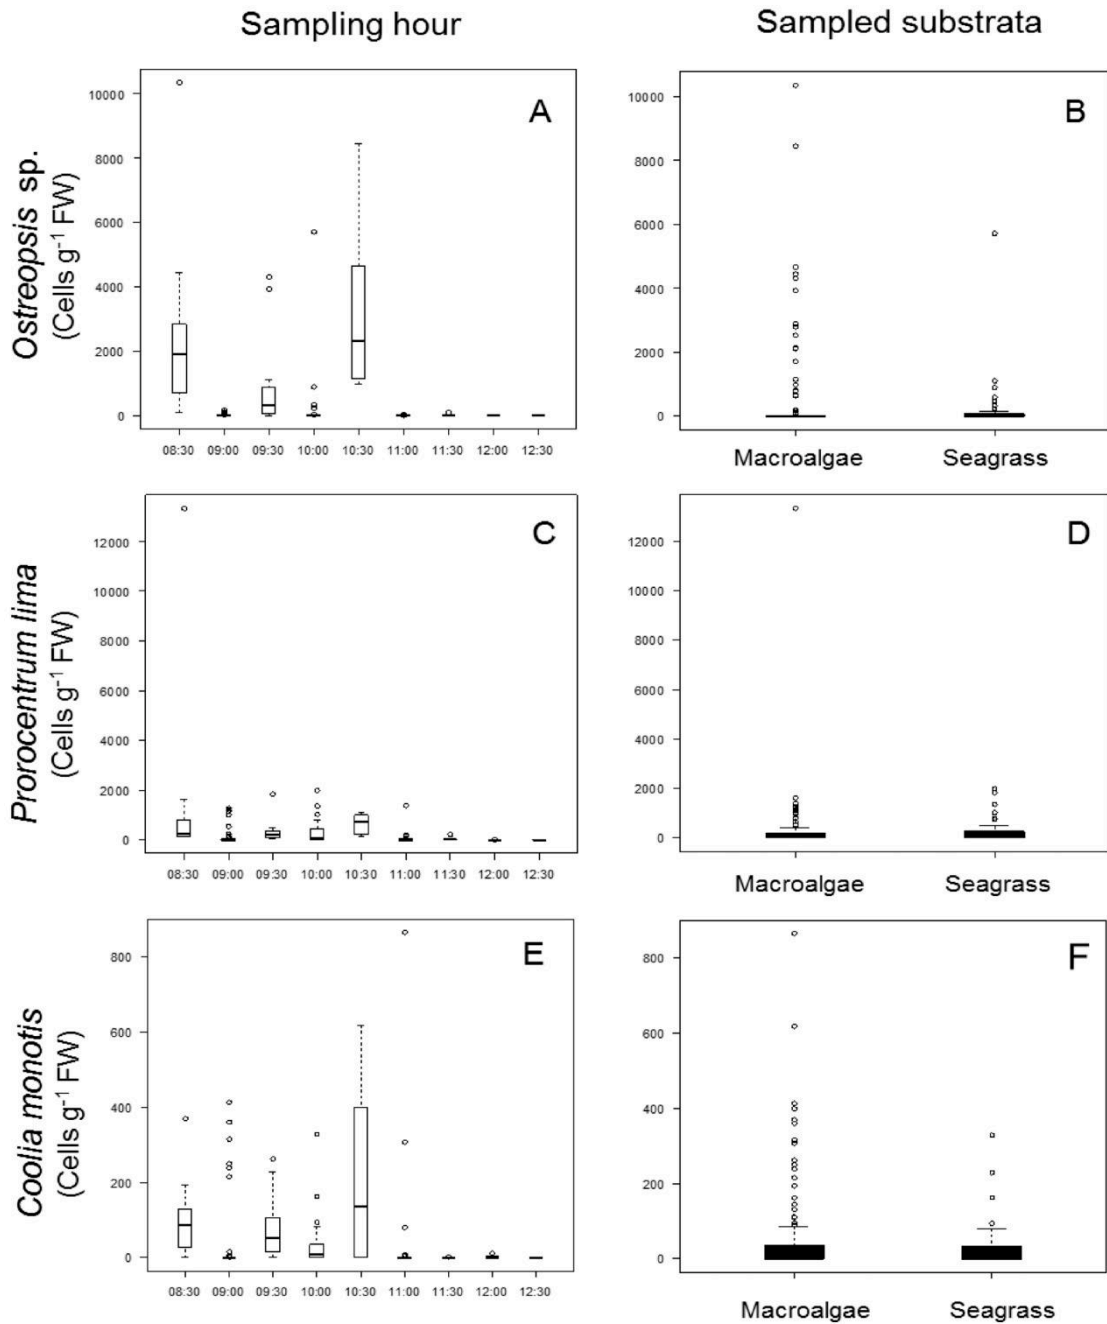 Sampling hour
Sampled substrata
Ostreopsis sp.
(Cells g⁻¹ FW)
A
10000
8000
6000
4000
2000
0
08:30 09:00 09:30 10:00 10:30 11:00 11:30 12:00 12:30
B
10000
8000
6000
4000
2000
0
Macroalgae Seagrass
Prorocentrum lima
(Cells g⁻¹ FW)
C
12000
10000
8000
6000
4000
2000
0
08:30 09:00 09:30 10:00 10:30 11:00 11:30 12:00 12:30
D
12000
10000
8000
6000
4000
2000
0
Macroalgae Seagrass
Coolia monotis
(Cells g⁻¹ FW)
E
800
600
400
200
0
08:30 09:00 09:30 10:00 10:30 11:00 11:30 12:00 12:30
F
800
600
400
200
0
Macroalgae Seagrass